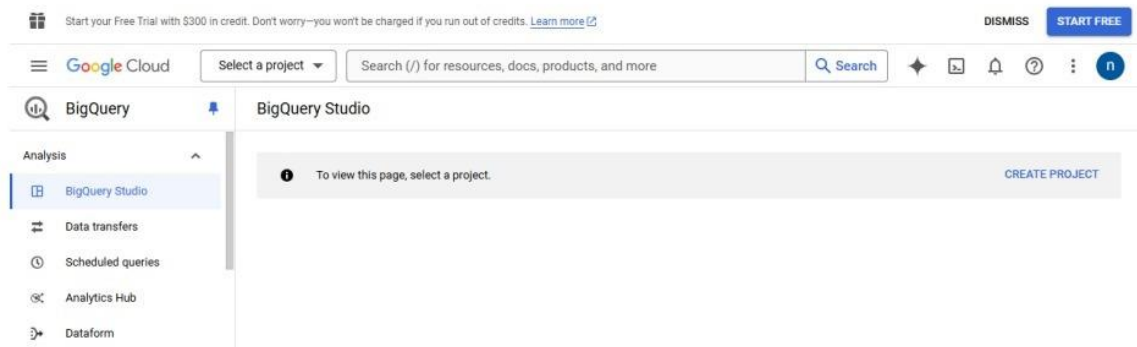 Start your Free Trial with $300 in credit. Don't worry—you won't be charged if you run out of credits. Learn more
DISMISS
START FREE
Google Cloud
Select a project
Search (/) for resources, docs, products, and more
Search
n
BigQuery
BigQuery Studio
Analysis
To view this page, select a project.
CREATE PROJECT
BigQuery Studio
Data transfers
Scheduled queries
Analytics Hub
Dataform